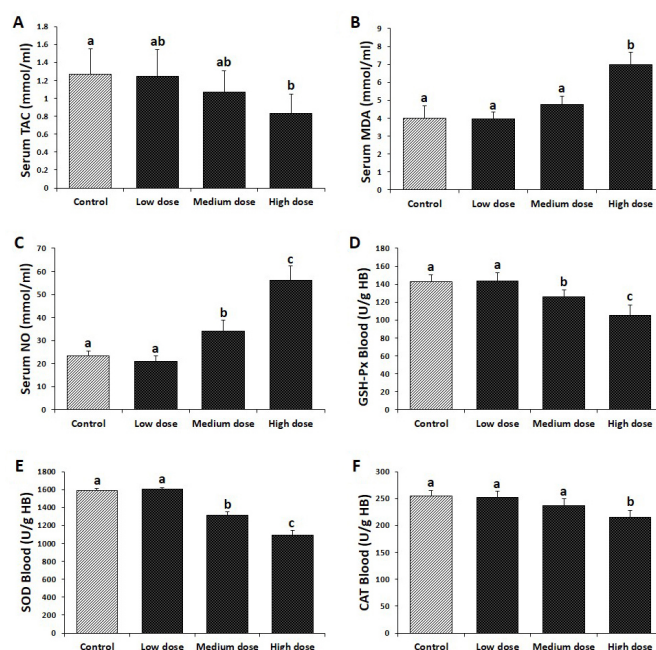 A
Serum TAC (mmol/ml)
1.8
1.6
1.4
1.2
1
0.8
0.6
0.4
0.2
0
a
ab
ab
b
Control
Low dose
Medium dose
High dose
B
Serum MDA (mmol/ml)
9
8
7
6
5
4
3
2
1
0
a
a
a
b
Control
Low dose
Medium dose
High dose
C
Serum NO (mmol/ml)
70
60
50
40
30
20
10
0
a
a
b
c
Control
Low dose
Medium dose
High dose
D
GSH-Px Blood (U/g HB)
180
160
140
120
100
80
60
40
20
0
a
a
b
c
Control
Low dose
Medium dose
High dose
E
SOD Blood (U/g HB)
1800
1600
1400
1200
1000
800
600
400
200
0
a
a
b
c
Control
Low dose
Medium dose
High dose
F
CAT Blood (U/g HB)
300
250
200
150
100
50
0
a
a
a
b
Control
Low dose
Medium dose
High dose